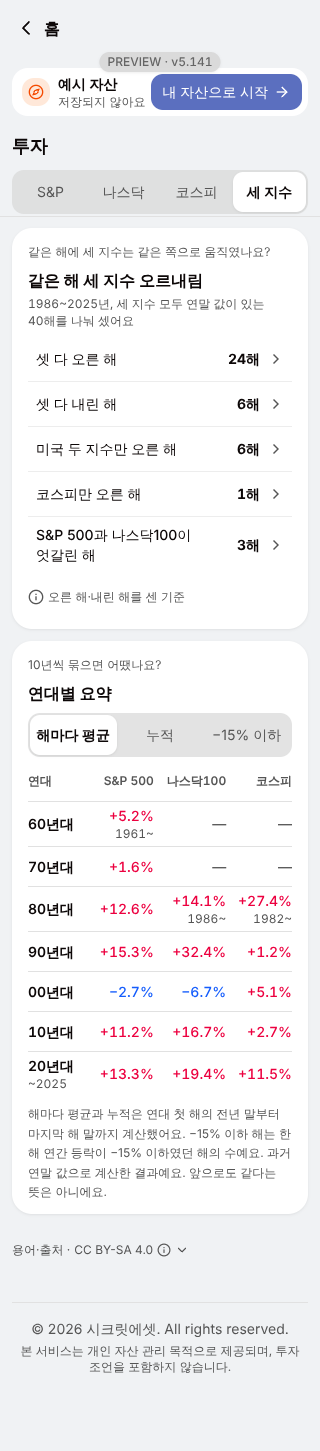 홈
PREVIEW · v5.141
예시 자산
저장되지 않아요
내 자산으로 시작 →
투자
S&P 나스닥 코스피 세 지수
같은 해에 세 지수는 같은 쪽으로 움직였나요?
같은 해 세 지수 오르내림
1986~2025년, 세 지수 모두 연말 값이 있는
40해를 나눠 셌어요
셋 다 오른 해 24해
셋 다 내린 해 6해
미국 두 지수만 오른 해 6해
코스피만 오른 해 1해
S&P 500과 나스닥100이
엇갈린 해 3해
오른 해·내린 해를 센 기준
10년씩 묶으면 어땠나요?
연대별 요약
해마다 평균 누적 −15% 이하
연대 S&P 500 나스닥100 코스피
60년대 +5.2% — —
1961~
70년대 +1.6% — —
80년대 +12.6% +14.1% +27.4%
1986~ 1982~
90년대 +15.3% +32.4% +1.2%
00년대 −2.7% −6.7% +5.1%
10년대 +11.2% +16.7% +2.7%
20년대 +13.3% +19.4% +11.5%
~2025
해마다 평균과 누적은 연대 첫 해의 전년 말부터
마지막 해 말까지 계산했어요. −15% 이하 해는 한
해 연간 등락이 −15% 이하였던 해의 수예요. 과거
연말 값으로 계산한 결과예요. 앞으로도 같다는
뜻은 아니에요.
용어·출처 · CC BY-SA 4.0
© 2026 시크릿에셋. All rights reserved.
본 서비스는 개인 자산 관리 목적으로 제공되며, 투자
조언을 포함하지 않습니다.